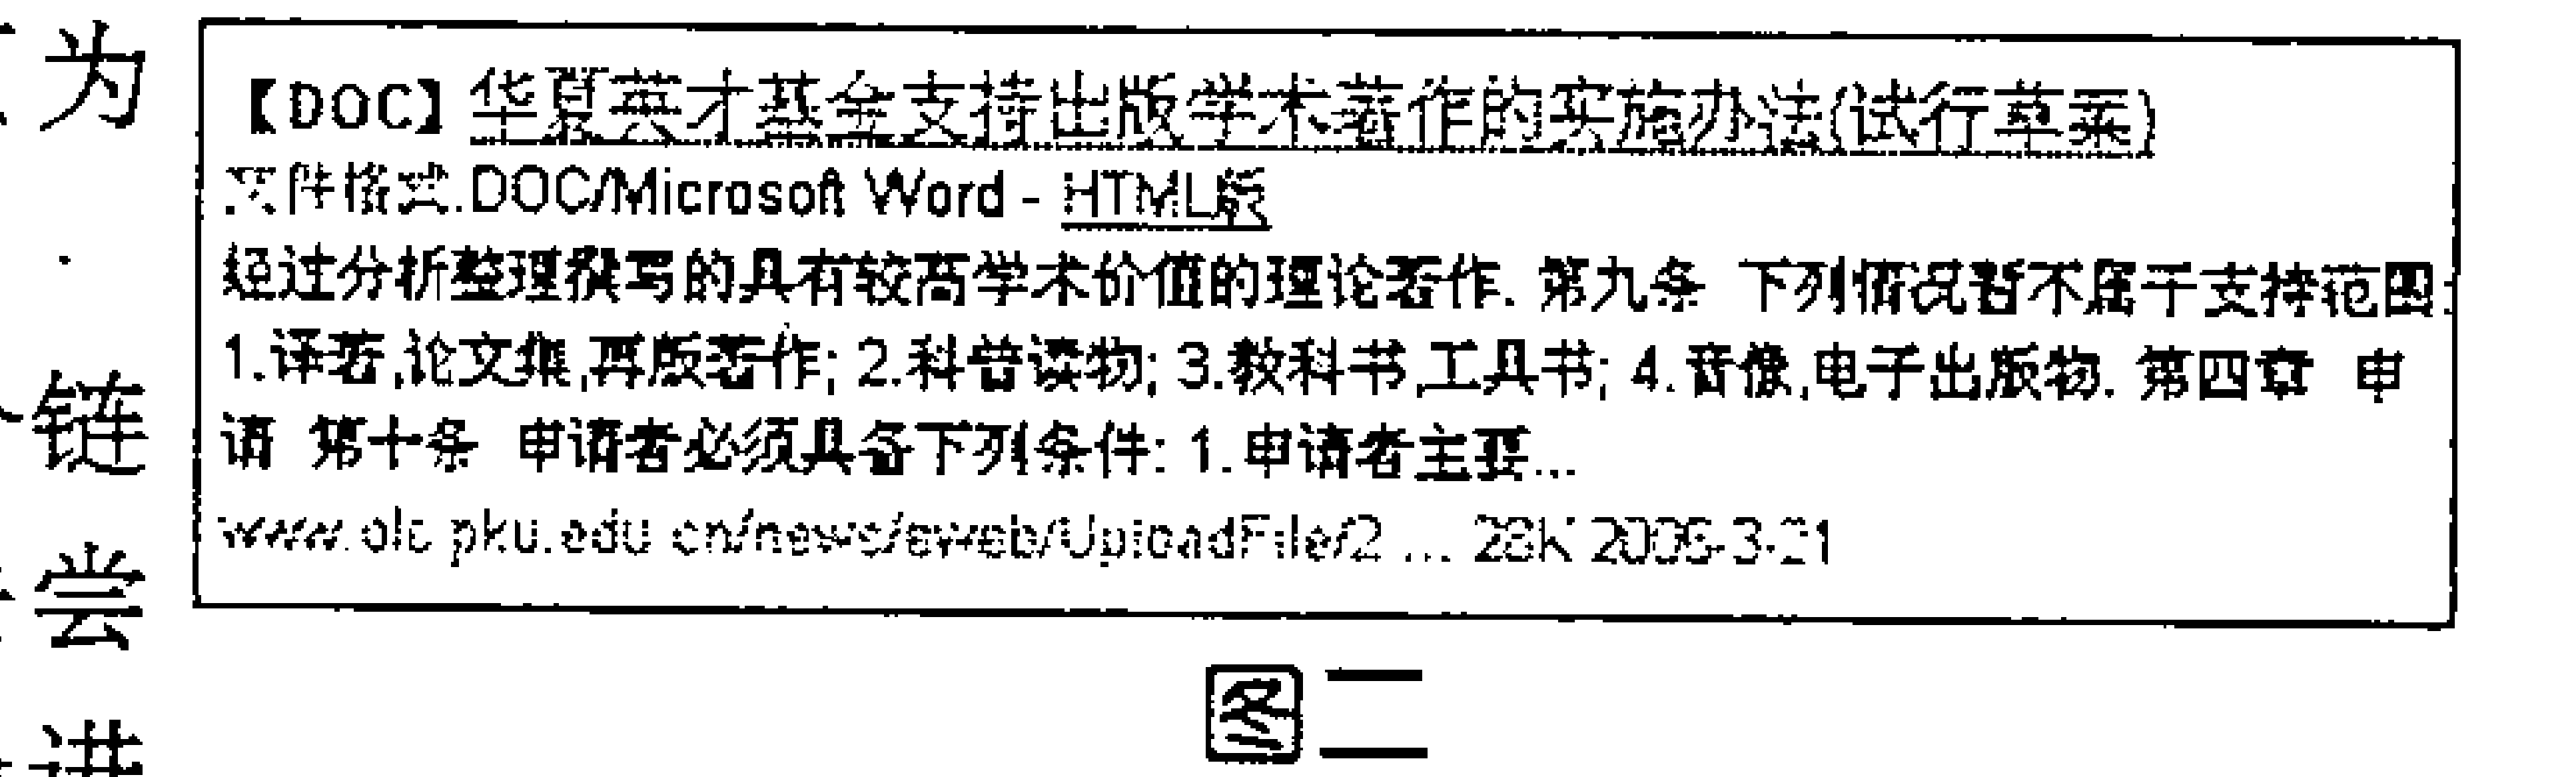 为
链
尝
进
【DOC】华夏英才基金支持出版学术著作的实施办法(试行草案)
文件格式.DOC/Microsoft Word - HTML版
经过分析整理撰写的具有较高学术价值的理论著作. 第九条 下列情况暂不属于支持范围:
1.译著,论文集,再版著作; 2.科普读物; 3.教科书,工具书; 4.音像,电子出版物. 第四章 申
请 第十条 申请者必须具备下列条件: 1.申请者主要...
www. pku.edu.cn/news/eweb/UploadFile/2 ... 28K 2006-3-21
图二